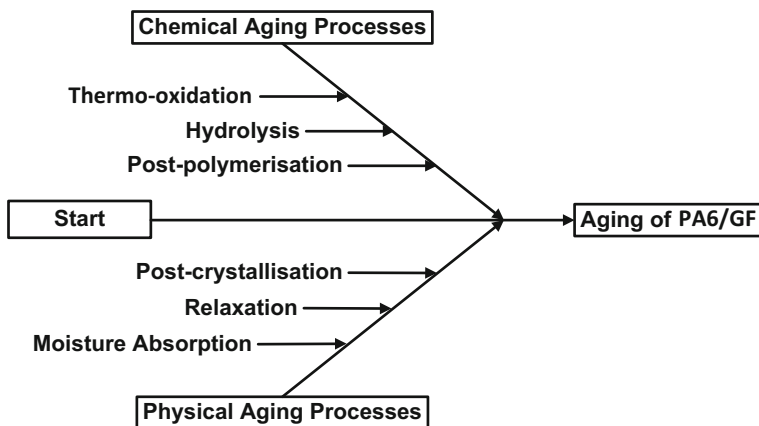 Chemical Aging Processes
Thermo-oxidation
Hydrolysis
Post-polymerisation
Start
Aging of PA6/GF
Post-crystallisation
Relaxation
Moisture Absorption
Physical Aging Processes